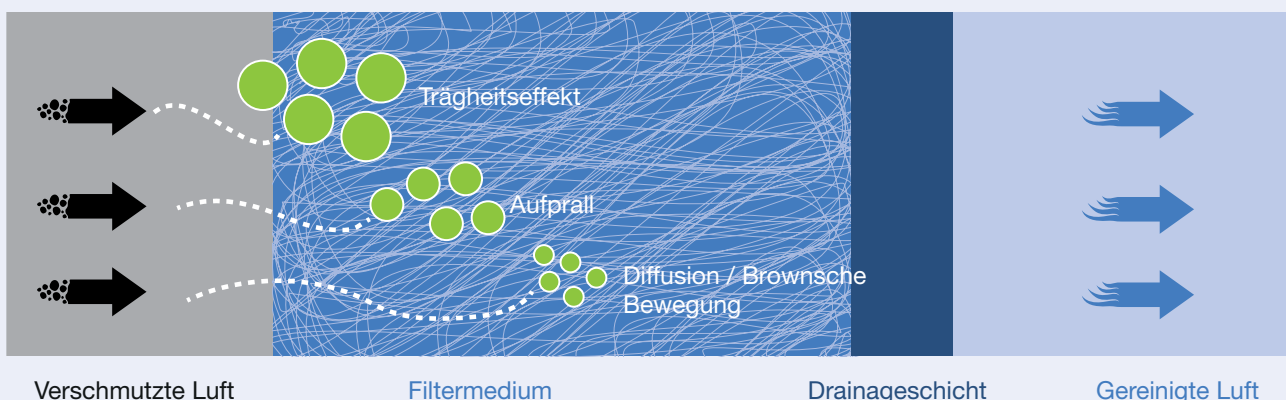 Trägheitseffekt
Aufprall
Diffusion / Brownsche
Bewegung
Verschmutzte Luft
Filtermedium
Drainageschicht
Gereinigte Luft